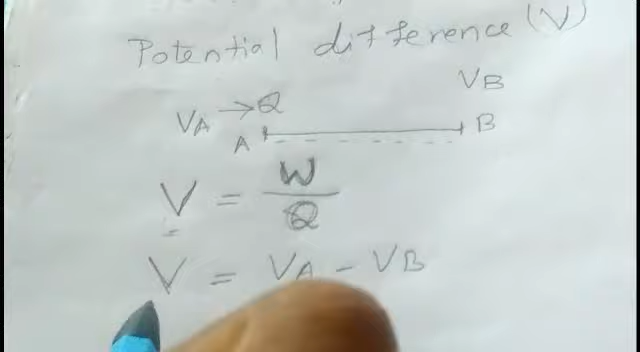 Potential difference (V)
VB
VA → Q
A B
V = W / Q
V = VA - VB